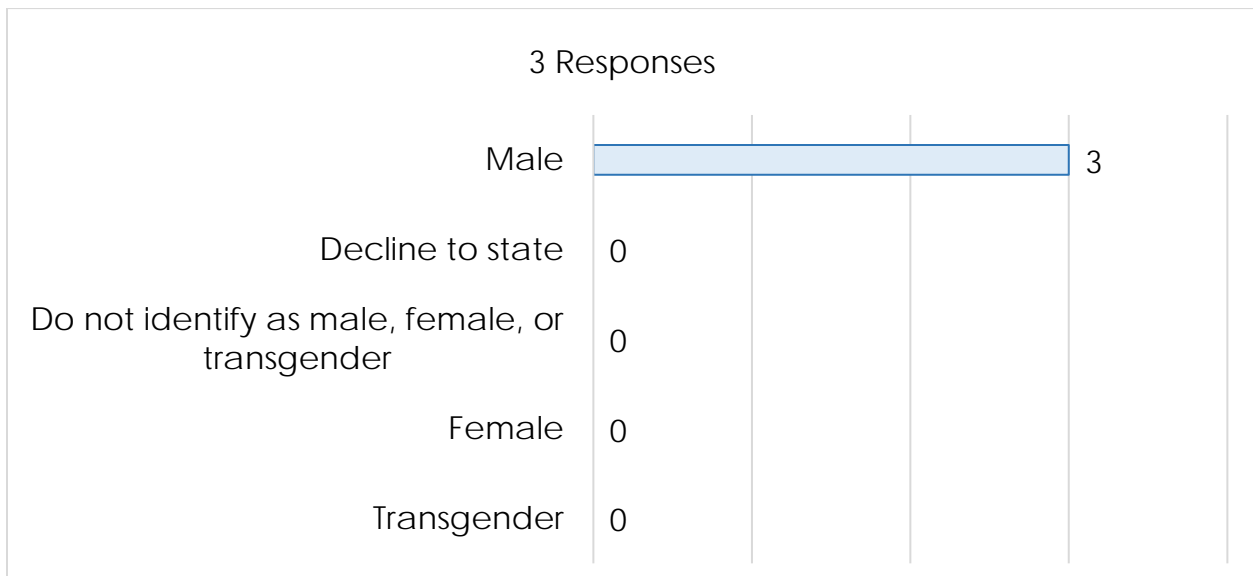 3 Responses
Male 3
Decline to state 0
Do not identify as male, female, or
transgender 0
Female 0
Transgender 0